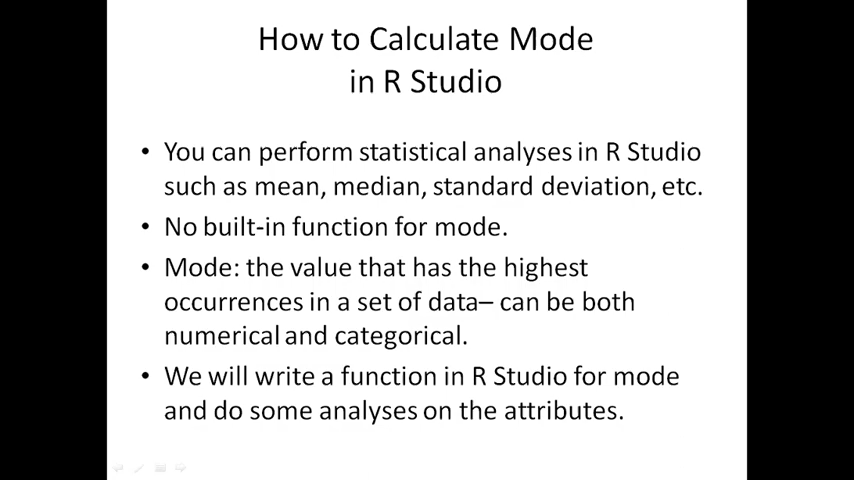 How to Calculate Mode
in R Studio
• You can perform statistical analyses in R Studio
such as mean, median, standard deviation, etc.
• No built-in function for mode.
• Mode: the value that has the highest
occurrences in a set of data– can be both
numerical and categorical.
• We will write a function in R Studio for mode
and do some analyses on the attributes.